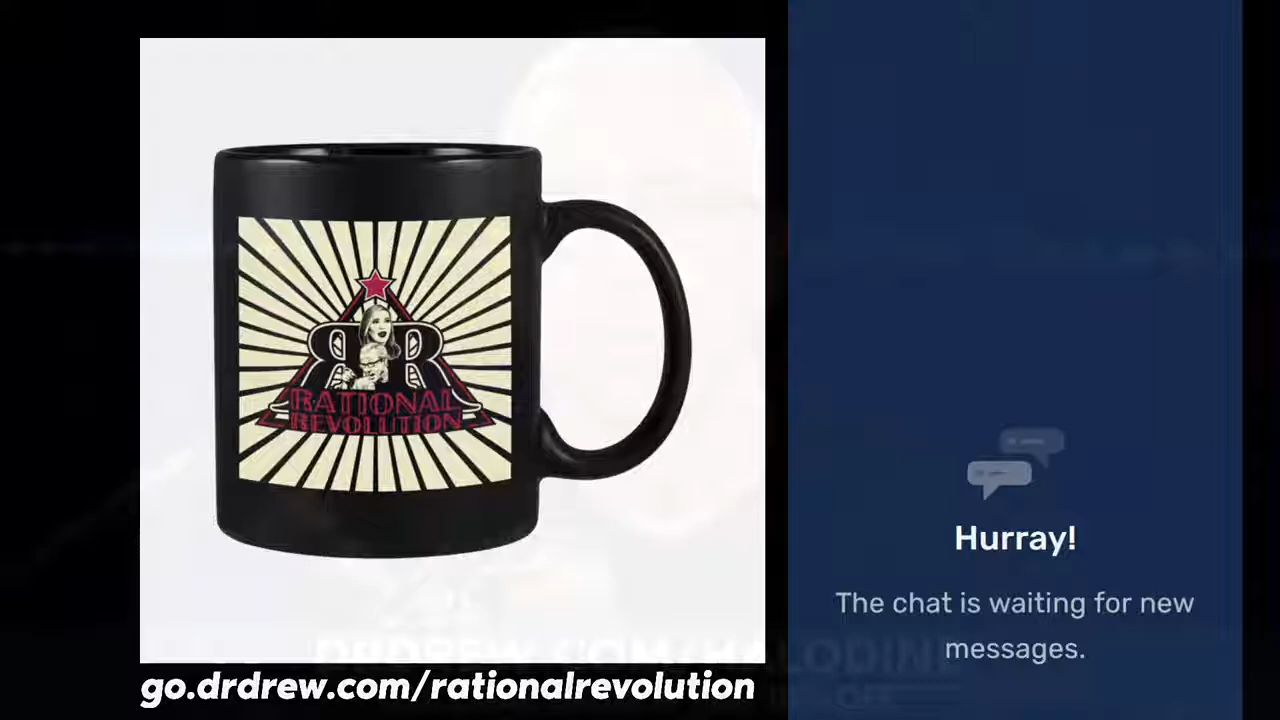 RATIONAL
REVOLUTION
go.drdrew.com/rationalrevolution
Hurray!
The chat is waiting for new
messages.